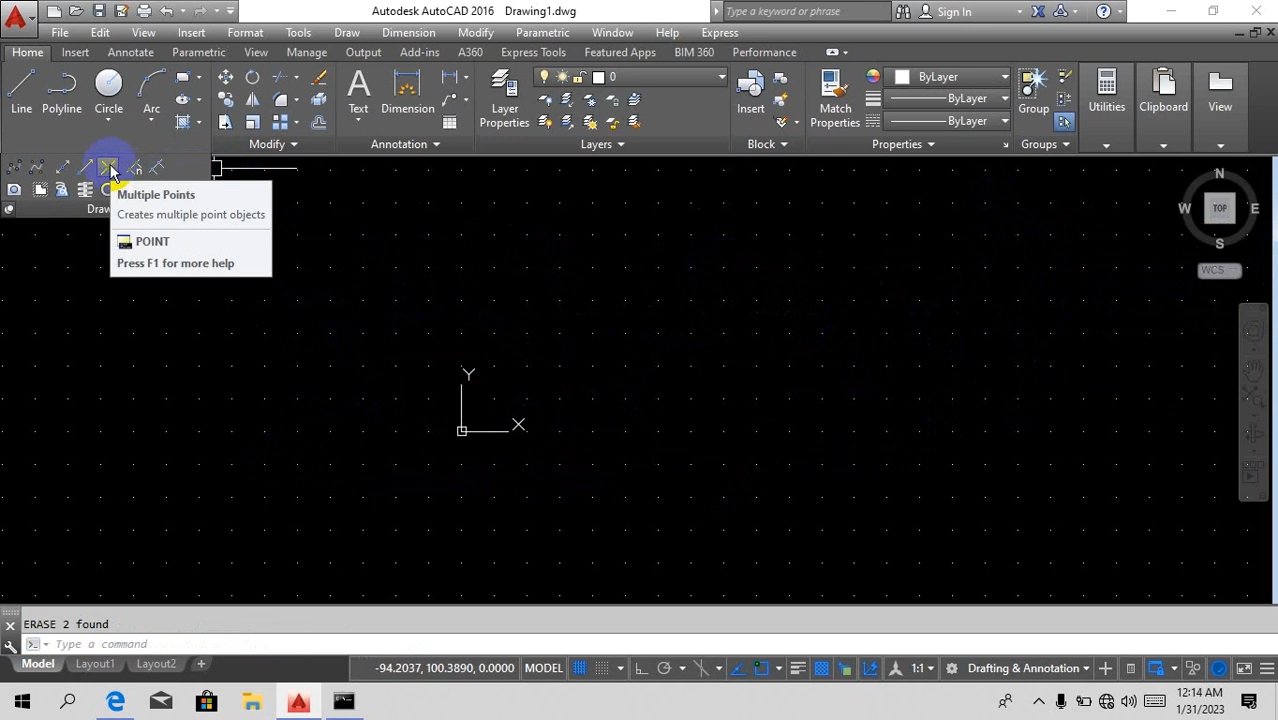 Autodesk AutoCAD 2016 Drawing1.dwg
Type a keyword or phrase
Sign In
File Edit View Insert Format Tools Draw Dimension Modify Parametric Window Help Express
Home Insert Annotation Parametric View Manage Output Add-ins A360 Express Tools Featured Apps BIM 360 Performance
Line Polyline Circle Arc
Text Dimension
Layer Properties
0
Insert
Match Properties
ByLayer
ByLayer
ByLayer
Group
Utilities Clipboard View
Modify Annotation Layers Block Properties Groups
Draw
Multiple Points
Creates multiple point objects
POINT
Press F1 for more help
N
W TOP E
S
WCS
Y
X
ERASE 2 found
Type a command
Model Layout1 Layout2 +
-94.2037, 100.3890, 0.0000 MODEL
1:1
Drafting & Annotation
12:14 AM
1/31/2023